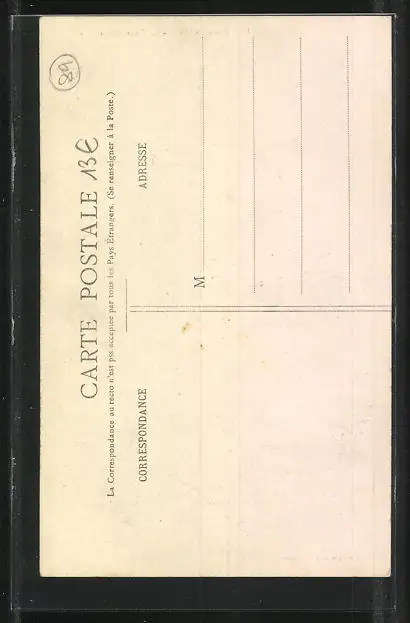 89
CARTE POSTALE 13€
La Correspondance au recto n'est pas acceptée par tous les Pays Étrangers. (Se renseigner à la Poste.)
CORRESPONDANCE
ADRESSE
M